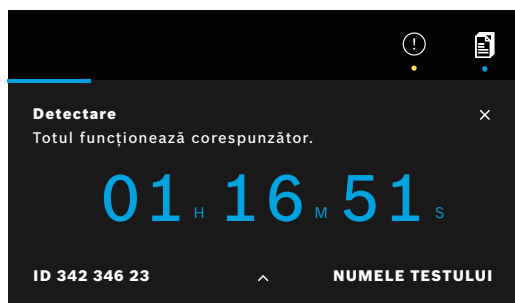 Detectare
Totul funcționează corespunzător.
01 H 16 M 51 S
ID 342 346 23
NUMELE TESTULUI